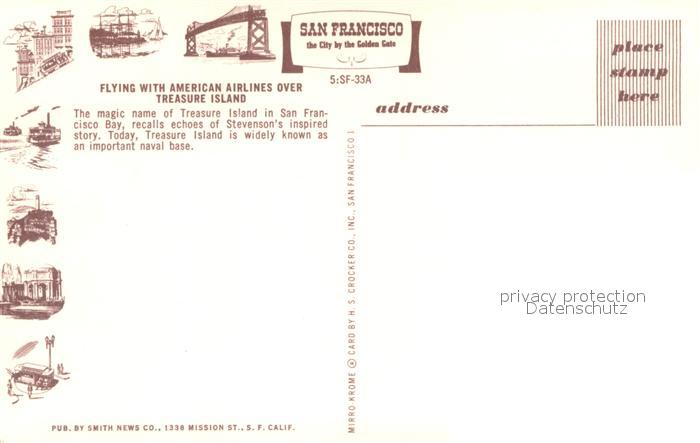 SAN FRANCISCO
the City by the Golden Gate
5:SF-33A
place
stamp
here
address
FLYING WITH AMERICAN AIRLINES OVER
TREASURE ISLAND
The magic name of Treasure Island in San Fran-
cisco Bay, recalls echoes of Stevenson's inspired
story. Today, Treasure Island is widely known as
an important naval base.
MIRRO-KROME ® CARD BY H. S. CROCKER CO., INC., SAN FRANCISCO 1
privacy protection
Datenschutz
PUB. BY SMITH NEWS CO., 1338 MISSION ST., S. F. CALIF.